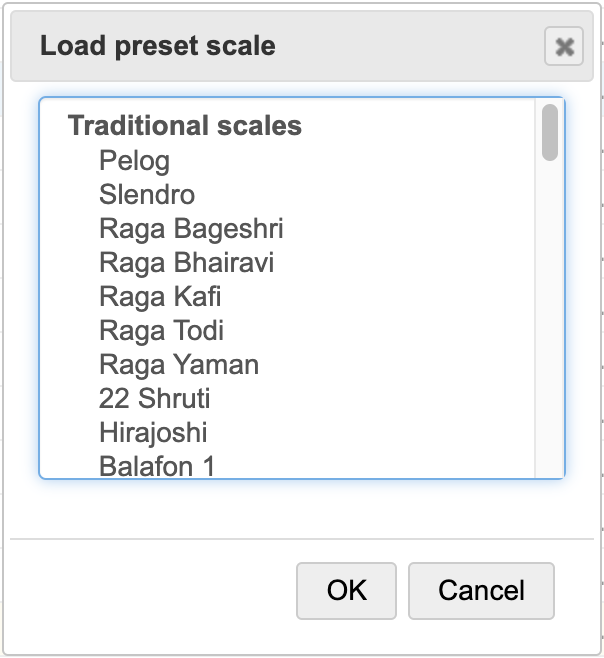 Load preset scale
Traditional scales
Pelog
Slendro
Raga Bageshri
Raga Bhairavi
Raga Kafi
Raga Todi
Raga Yaman
22 Shruti
Hirajoshi
Balafon 1
OK
Cancel